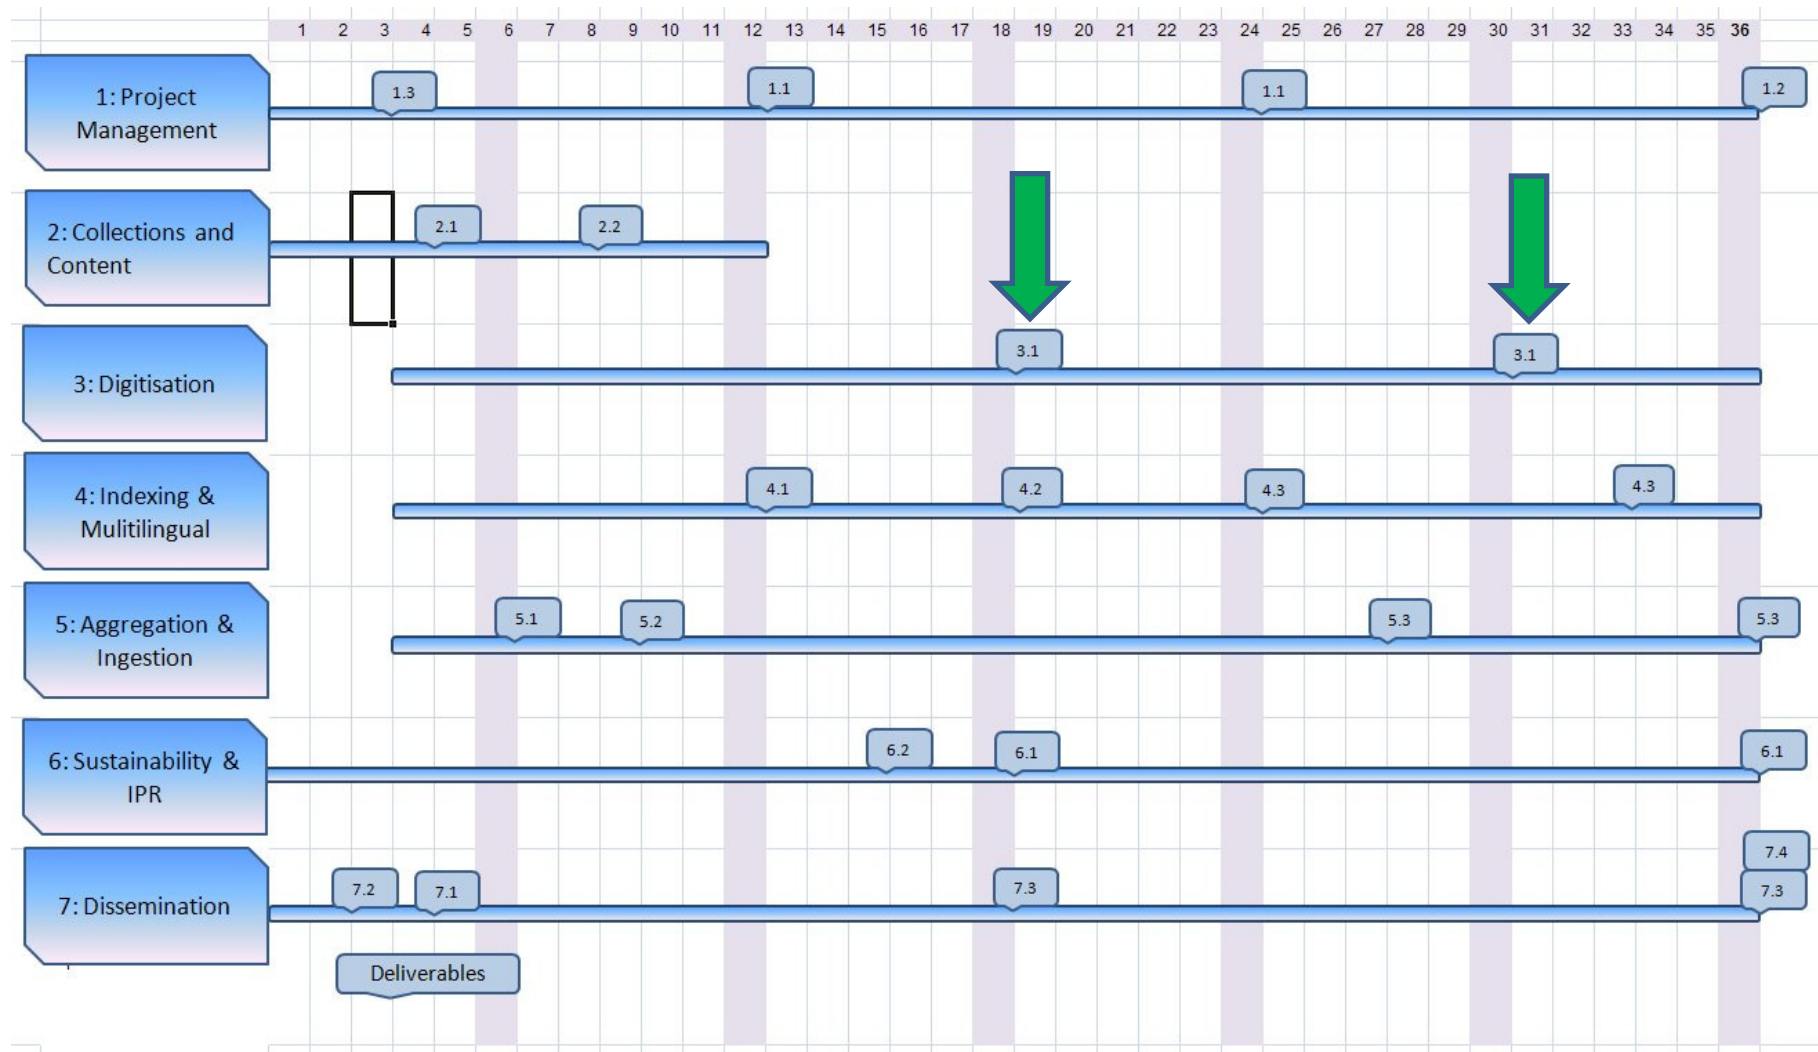 1 2 3 4 5 6 7 8 9 10 11 12 13 14 15 16 17 18 19 20 21 22 23 24 25 26 27 28 29 30 31 32 33 34 35 36
1: Project
Management
1.3 1.1 1.1 1.2
2: Collections and
Content
2.1 2.2
3: Digitisation
3.1 3.1
4: Indexing &
Mulitilingual
4.1 4.2 4.3 4.3
5: Aggregation &
Ingestion
5.1 5.2 5.3 5.3
6: Sustainability &
IPR
6.2 6.1 6.1
7: Dissemination
7.4
7.2 7.1 7.3 7.3
Deliverables